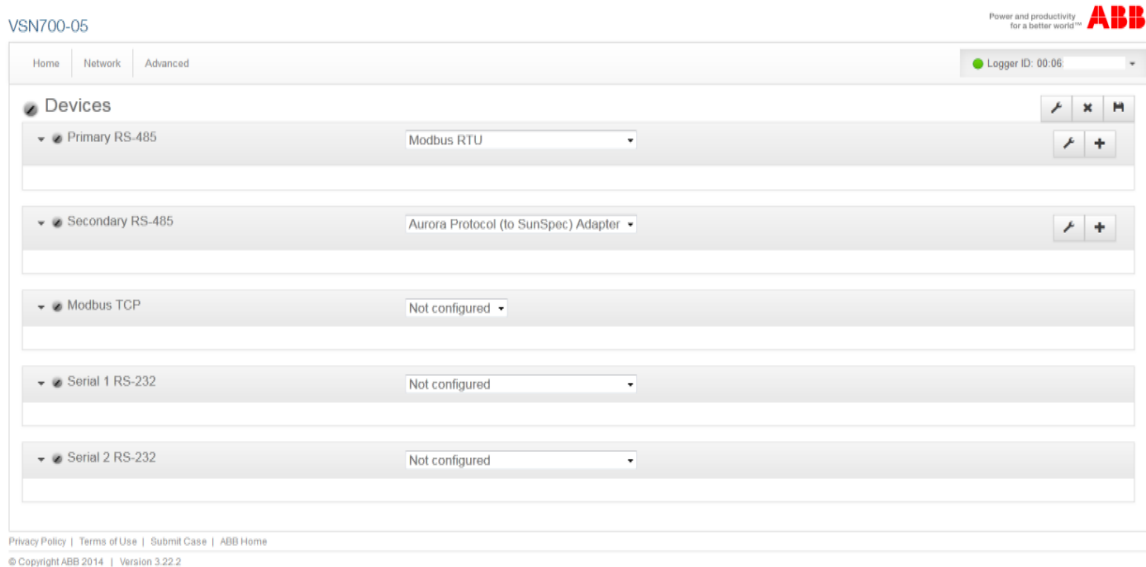 VSN700-05
Power and productivity
for a better world™
ABB
Home
Network
Advanced
Logger ID: 00:06
Devices
Primary RS-485
Modbus RTU
Secondary RS-485
Aurora Protocol (to SunSpec) Adapter
Modbus TCP
Not configured
Serial 1 RS-232
Not configured
Serial 2 RS-232
Not configured
Privacy Policy | Terms of Use | Submit Case | ABB Home
© Copyright ABB 2014 | Version 3.22.2